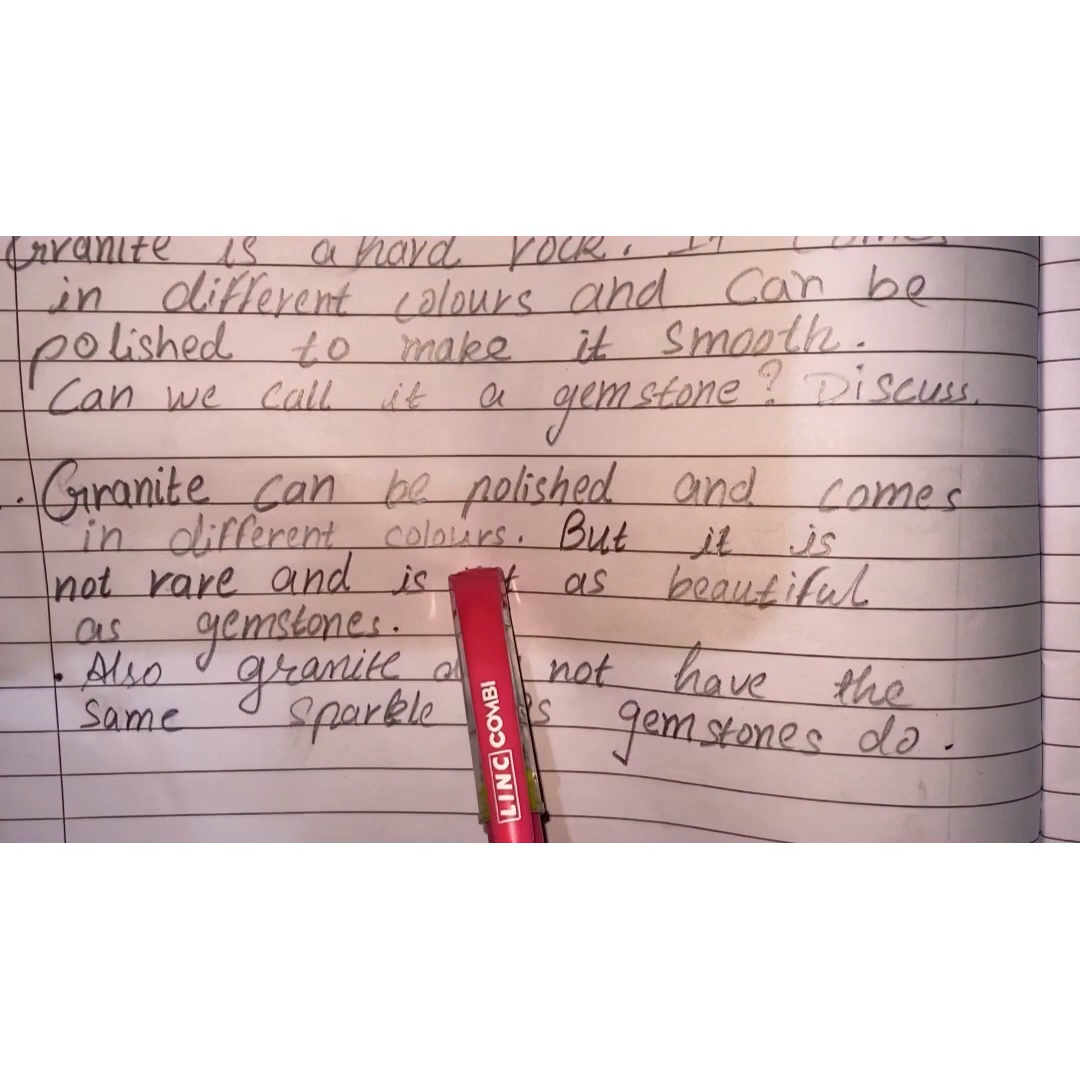 Granite is a hard rock. It comes
in different colours and can be
polished to make it smooth.
Can we call it a gemstone? Discuss.
. Granite can be polished and comes
in different colours. But it is
not rare and is as beautiful
as gemstones.
. Also granite not have the
same sparkle as gemstones do.
LINC COMBI